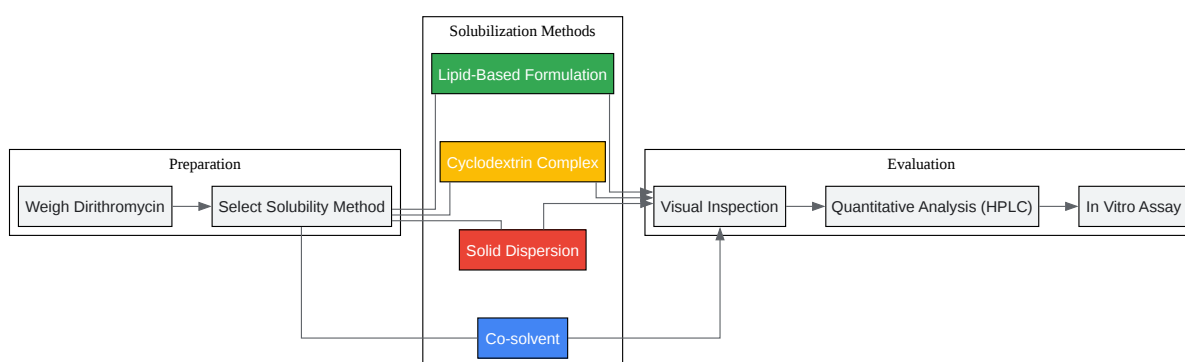 Solubilization Methods
Lipid-Based Formulation
Cyclodextrin Complex
Solid Dispersion
Co-solvent
Preparation
Weigh Dirithromycin
Select Solubility Method
Evaluation
Visual Inspection
Quantitative Analysis (HPLC)
In Vitro Assay